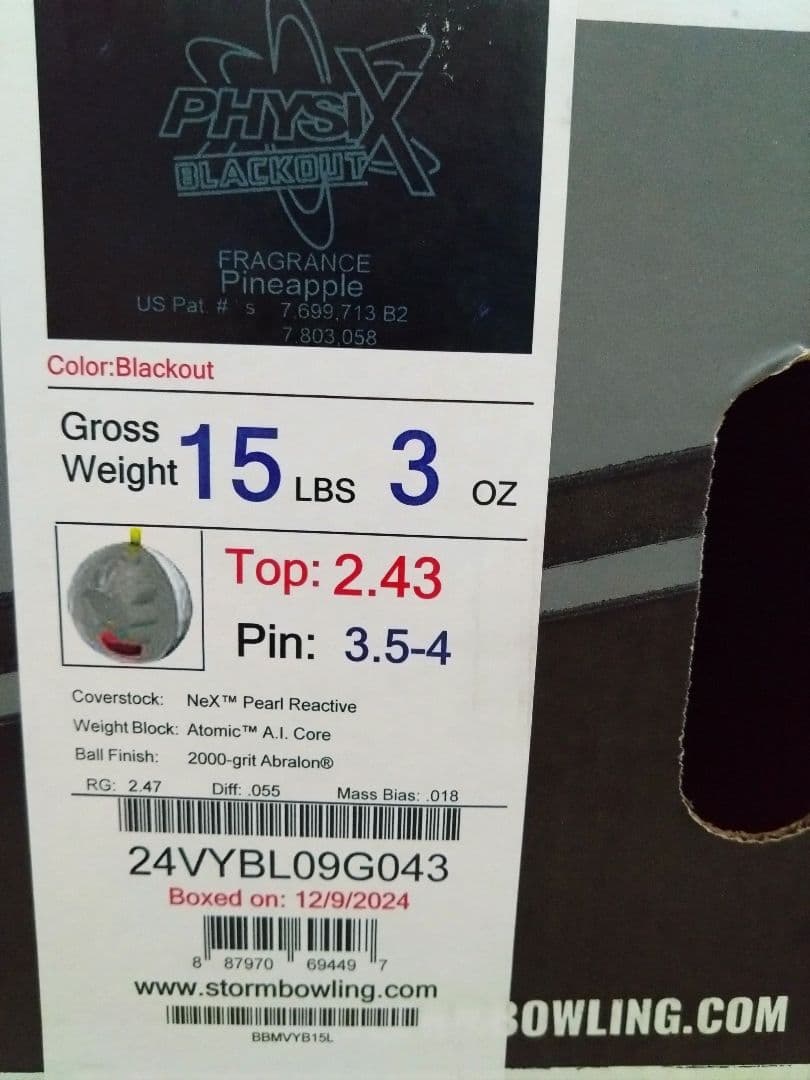 PHYSIX
BLACKOUT
FRAGRANCE
Pineapple
US Pat. # 's 7,699,713 B2
7,803,058
Color:Blackout
Gross Weight 15 LBS 3 OZ
Top: 2.43
Pin: 3.5-4
Coverstock: NeX™ Pearl Reactive
Weight Block: Atomic™ A.I. Core
Ball Finish: 2000-grit Abralon®
RG: 2.47 Diff: .055 Mass Bias: .018
24VYBL09G043
Boxed on: 12/9/2024
8 87970 69449 7
www.stormbowling.com
BBMVYB15L
BOWLING.COM